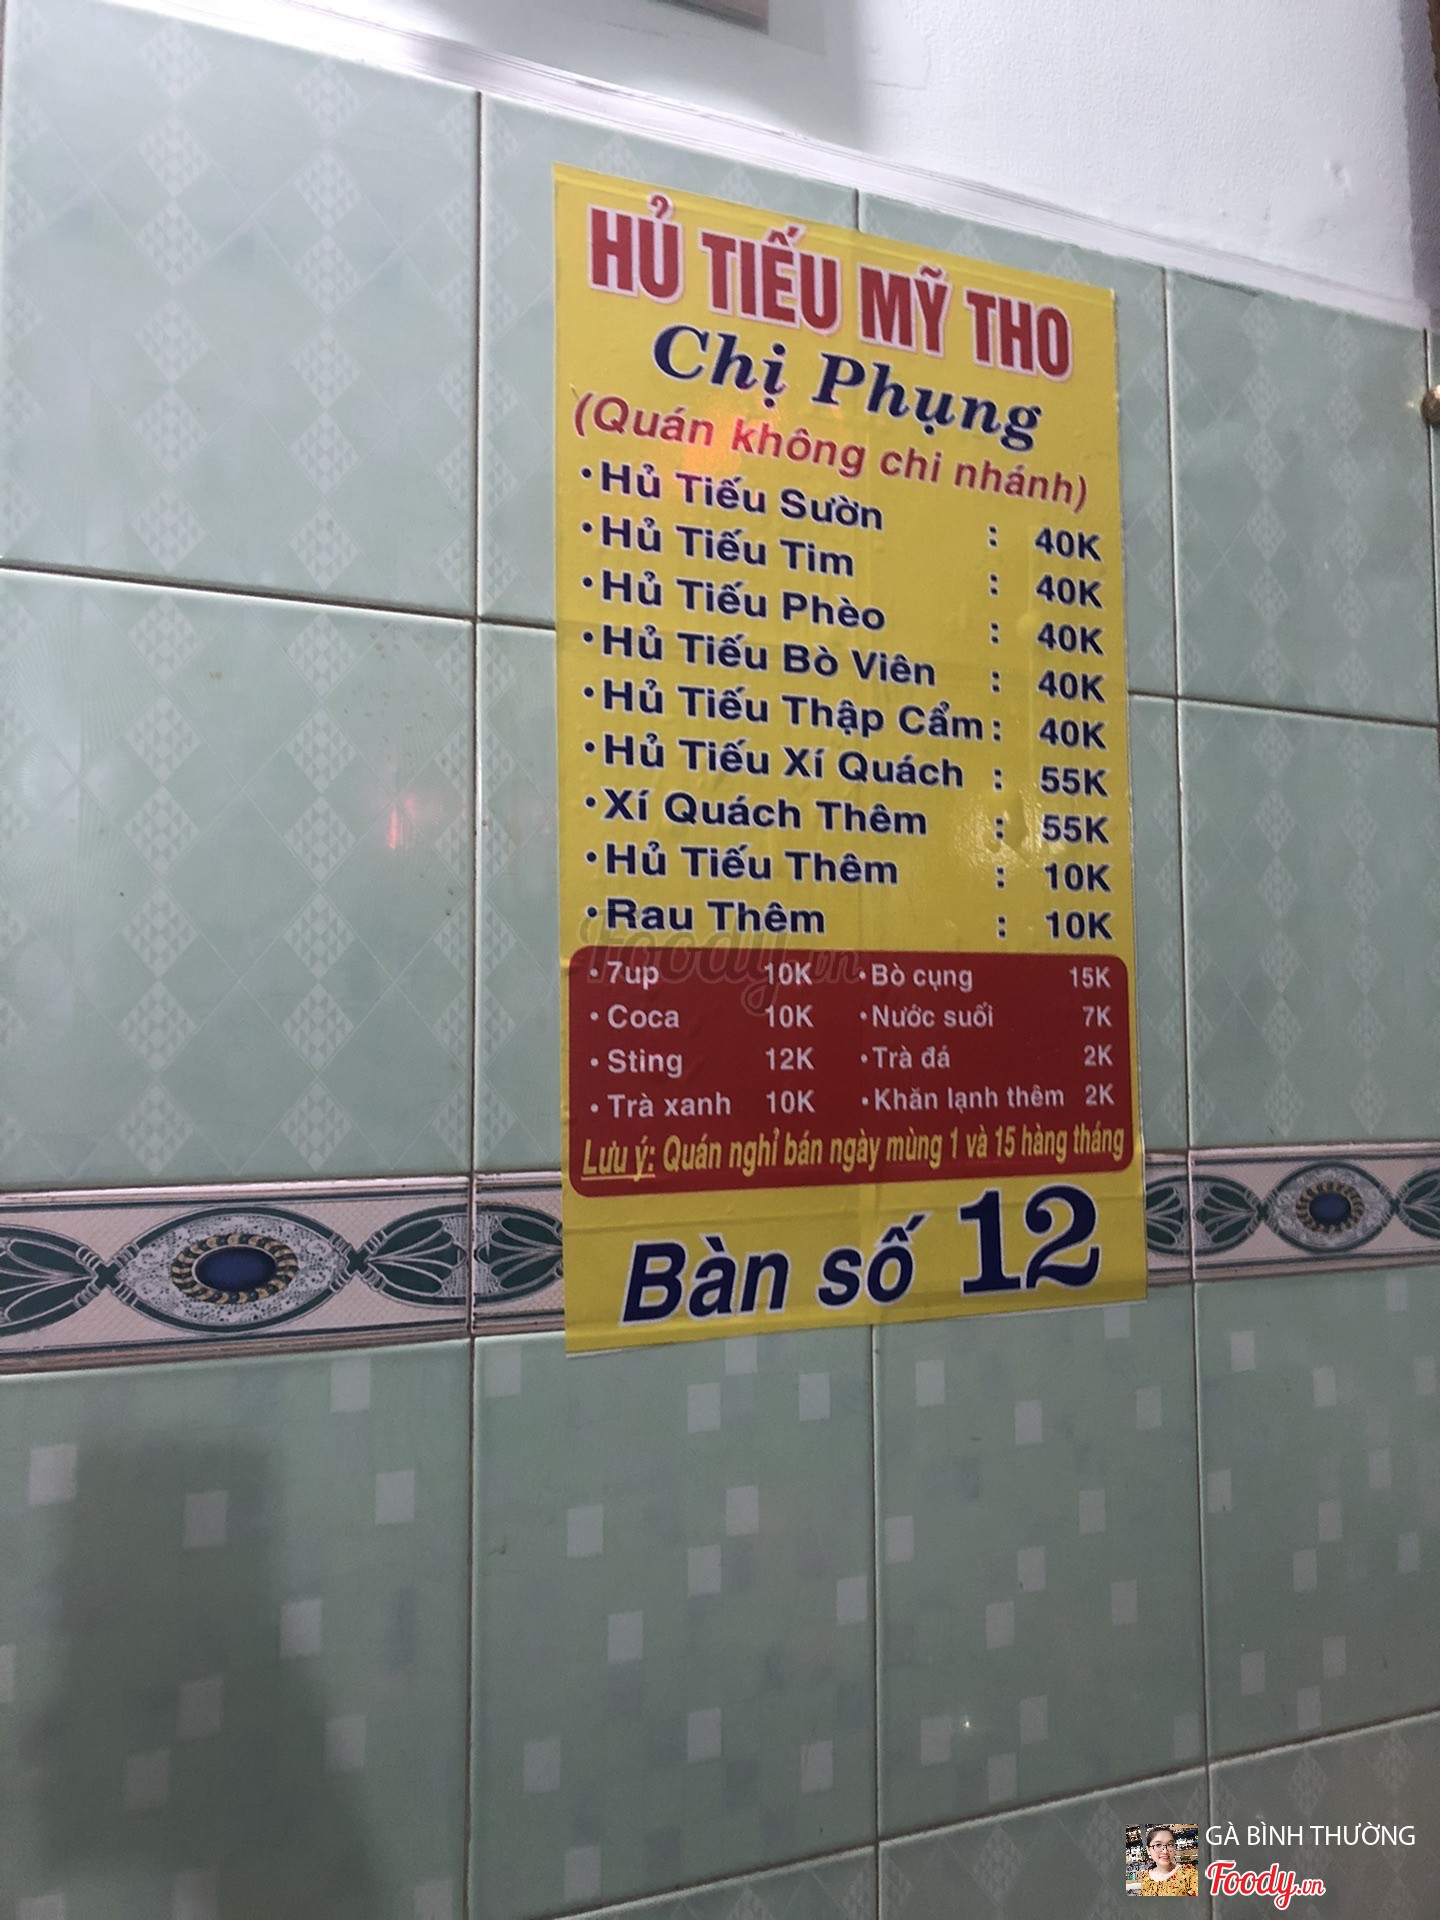 HỦ TIẾU MỸ THO
Chị Phụng
(Quán không chi nhánh)
•Hủ Tiếu Sườn : 40K
•Hủ Tiếu Tim : 40K
•Hủ Tiếu Phèo : 40K
•Hủ Tiếu Bò Viên : 40K
•Hủ Tiếu Thập Cẩm : 40K
•Hủ Tiếu Xí Quách : 55K
•Xí Quách Thêm : 55K
•Hủ Tiếu Thêm : 10K
•Rau Thêm : 10K
Foody.vn
•7up 10K •Bò cụng 15K
•Coca 10K •Nước suối 7K
•Sting 12K •Trà đá 2K
•Trà xanh 10K •Khăn lạnh thêm 2K
Lưu ý: Quán nghỉ bán ngày mùng 1 và 15 hàng tháng
Bàn số 12
GÀ BÌNH THƯỜNG
Foody.vn